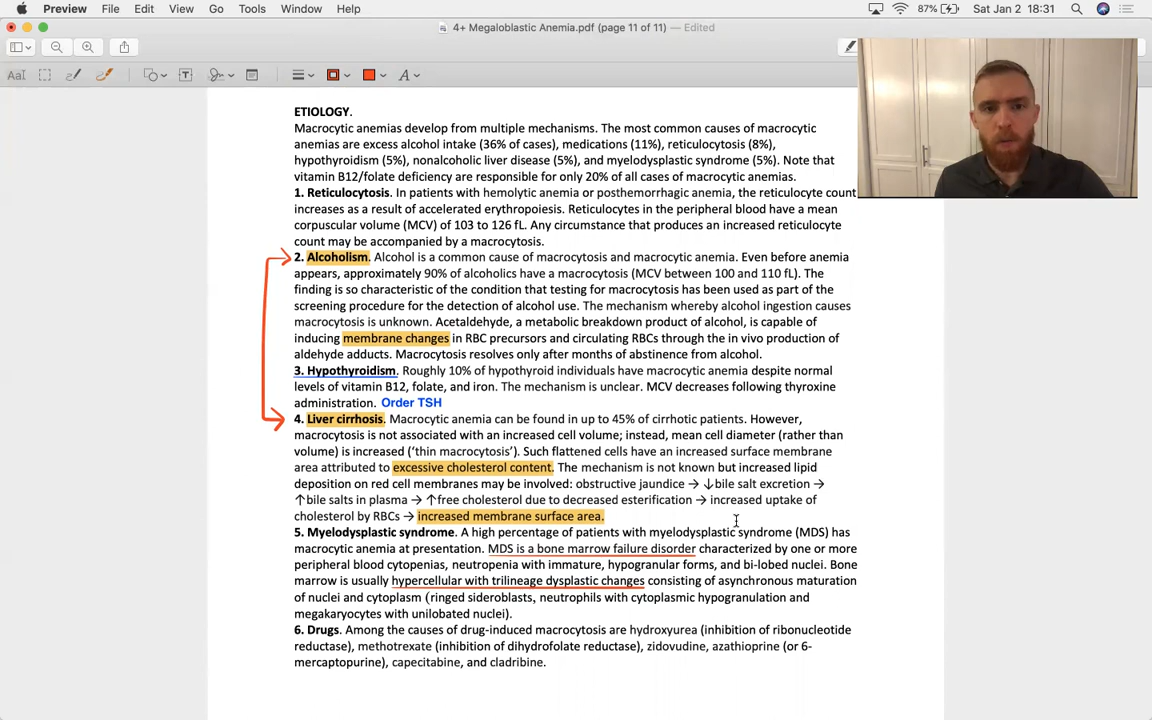 Preview File Edit View Go Tools Window Help 87% Sat Jan 2 18:31
4+ Megaloblastic Anemia.pdf (page 11 of 11) — Edited
ETIOLOGY.
Macrocytic anemias develop from multiple mechanisms. The most common causes of macrocytic
anemias are excess alcohol intake (36% of cases), medications (11%), reticulocytosis (8%),
hypothyroidism (5%), nonalcoholic liver disease (5%), and myelodysplastic syndrome (5%). Note that
vitamin B12/folate deficiency are responsible for only 20% of all cases of macrocytic anemias.
1. Reticulocytosis. In patients with hemolytic anemia or posthemorrhagic anemia, the reticulocyte count
increases as a result of accelerated erythropoiesis. Reticulocytes in the peripheral blood have a mean
corpuscular volume (MCV) of 103 to 126 fL. Any circumstance that produces an increased reticulocyte
count may be accompanied by a macrocytosis.
2. Alcoholism. Alcohol is a common cause of macrocytosis and macrocytic anemia. Even before anemia
appears, approximately 90% of alcoholics have a macrocytosis (MCV between 100 and 110 fL). The
finding is so characteristic of the condition that testing for macrocytosis has been used as part of the
screening procedure for the detection of alcohol use. The mechanism whereby alcohol ingestion causes
macrocytosis is unknown. Acetaldehyde, a metabolic breakdown product of alcohol, is capable of
inducing membrane changes in RBC precursors and circulating RBCs through the in vivo production of
aldehyde adducts. Macrocytosis resolves only after months of abstinence from alcohol.
3. Hypothyroidism. Roughly 10% of hypothyroid individuals have macrocytic anemia despite normal
levels of vitamin B12, folate, and iron. The mechanism is unclear. MCV decreases following thyroxine
administration. Order TSH
4. Liver cirrhosis. Macrocytic anemia can be found in up to 45% of cirrhotic patients. However,
macrocytosis is not associated with an increased cell volume; instead, mean cell diameter (rather than
volume) is increased ('thin macrocytosis'). Such flattened cells have an increased surface membrane
area attributed to excessive cholesterol content. The mechanism is not known but increased lipid
deposition on red cell membranes may be involved: obstructive jaundice → ↓bile salt excretion →
↑bile salts in plasma → ↑free cholesterol due to decreased esterification → increased uptake of
cholesterol by RBCs → increased membrane surface area.
5. Myelodysplastic syndrome. A high percentage of patients with myelodysplastic syndrome (MDS) has
macrocytic anemia at presentation. MDS is a bone marrow failure disorder characterized by one or more
peripheral blood cytopenias, neutropenia with immature, hypogranular forms, and bi-lobed nuclei. Bone
marrow is usually hypercellular with trilineage dysplastic changes consisting of asynchronous maturation
of nuclei and cytoplasm (ringed sideroblasts, neutrophils with cytoplasmic hypogranulation and
megakaryocytes with unilobated nuclei).
6. Drugs. Among the causes of drug-induced macrocytosis are hydroxyurea (inhibition of ribonucleotide
reductase), methotrexate (inhibition of dihydrofolate reductase), zidovudine, azathioprine (or 6-
mercaptopurine), capecitabine, and cladribine.